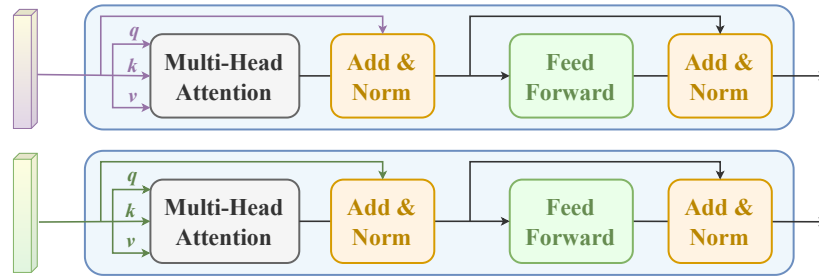 q
k
v
Multi-Head
Attention
Add &
Norm
Feed
Forward
Add &
Norm
q
k
v
Multi-Head
Attention
Add &
Norm
Feed
Forward
Add &
Norm